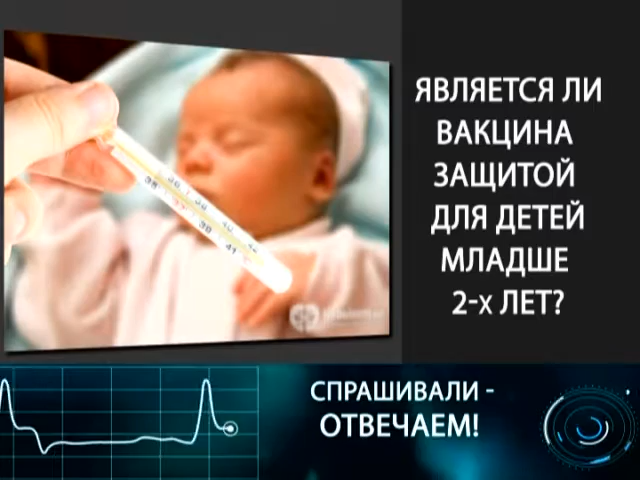 ЯВЛЯЕТСЯ ЛИ
ВАКЦИНА
ЗАЩИТОЙ
ДЛЯ ДЕТЕЙ
МЛАДШЕ
2-х ЛЕТ?
СПРАШИВАЛИ -
ОТВЕЧАЕМ!